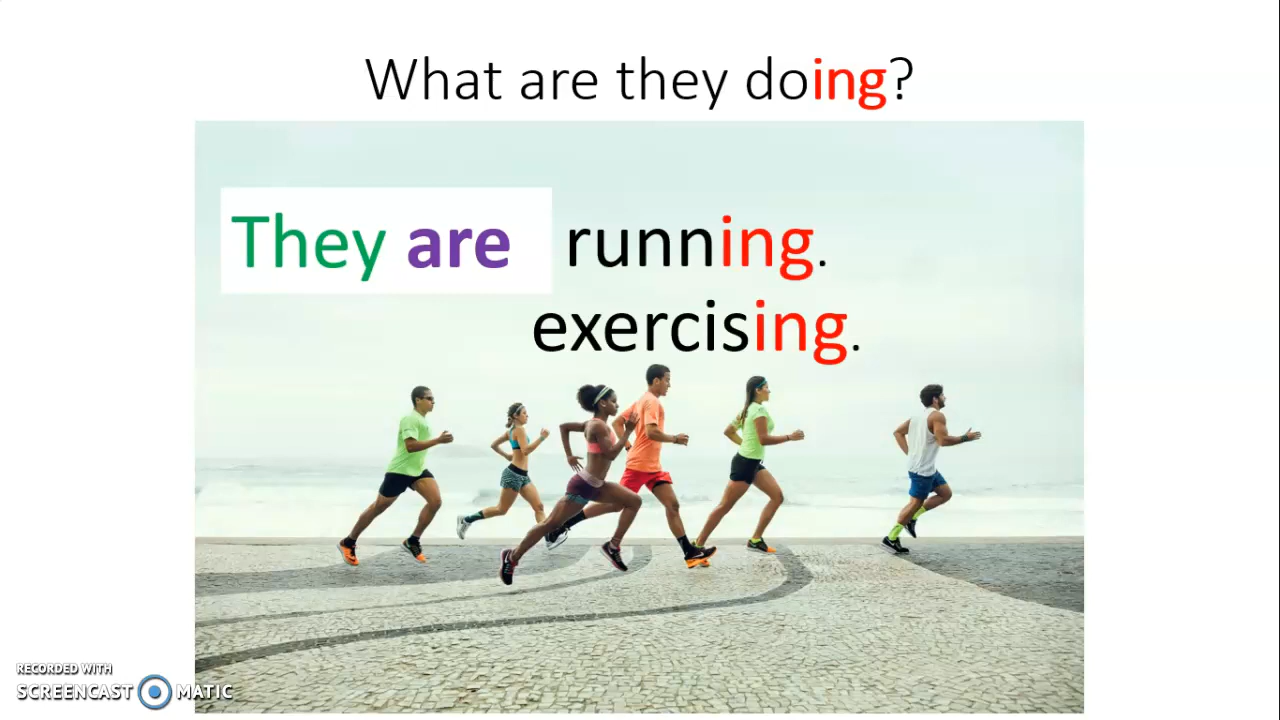 What are they doing?
They are running.
exercising.
RECORDED WITH
SCREENCAST MATIC